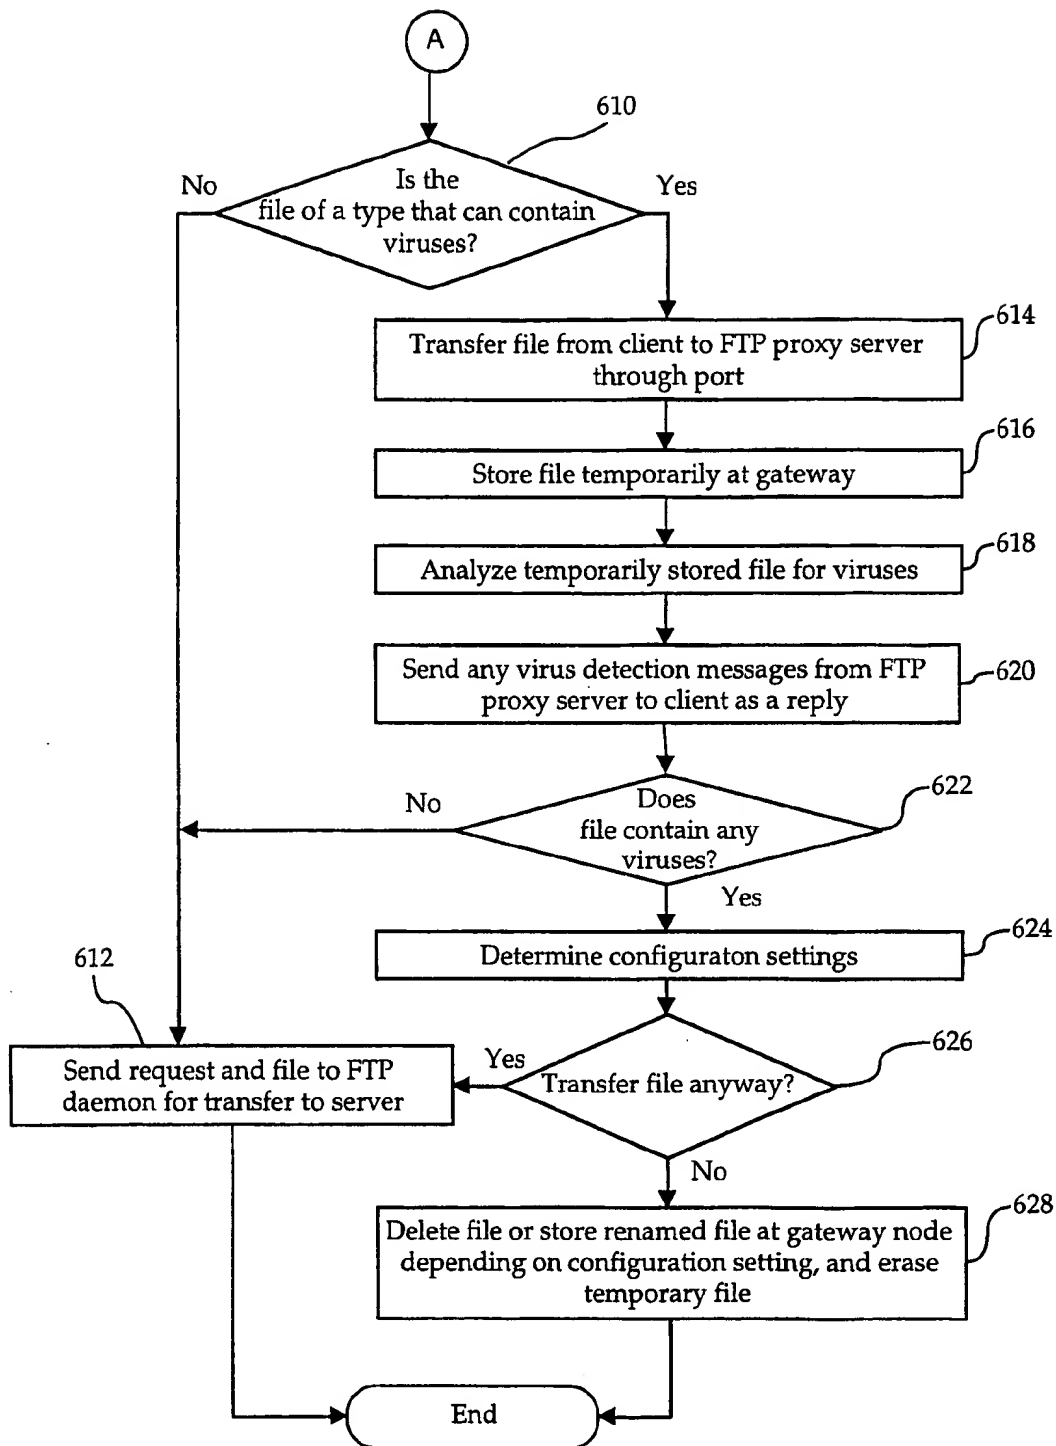 A
610
Is the
file of a type that can contain
viruses?
No
Yes
614
Transfer file from client to FTP proxy server
through port
616
Store file temporarily at gateway
618
Analyze temporarily stored file for viruses
620
Send any virus detection messages from FTP
proxy server to client as a reply
622
Does
file contain any
viruses?
No
Yes
624
Determine configuraton settings
612
Send request and file to FTP
daemon for transfer to server
626
Yes
Transfer file anyway?
No
628
Delete file or store renamed file at gateway node
depending on configuration setting, and erase
temporary file
End